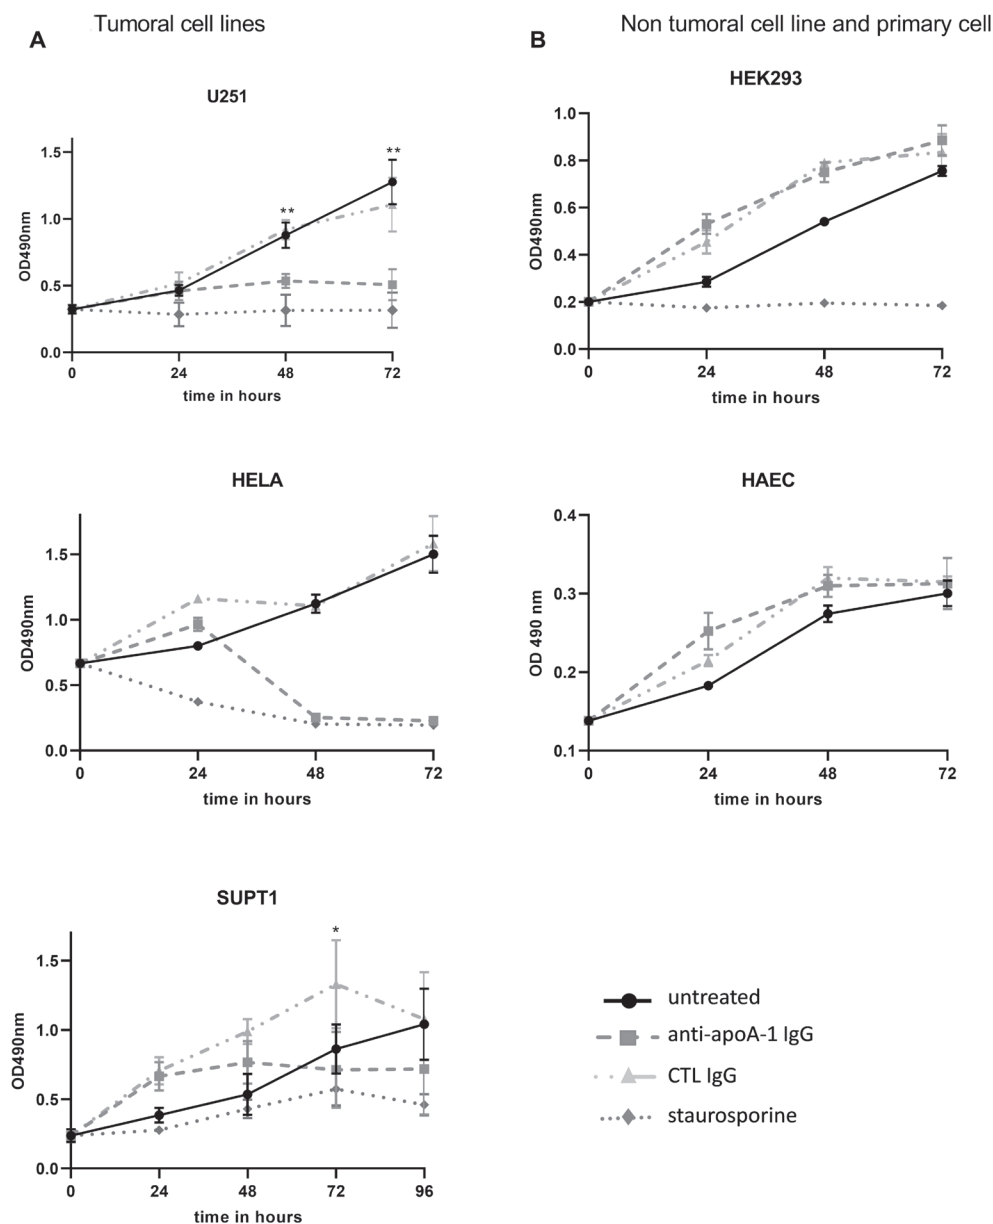 Tumoral cell lines
Non tumoral cell line and primary cell
A
B
U251
**
**
1.5
1.0
0.5
0.0
OD490nm
0 24 48 72
time in hours
HEK293
1.0
0.8
0.6
0.4
0.2
0.0
OD490nm
0 24 48 72
time in hours
HELA
1.5
1.0
0.5
0.0
OD490nm
0 24 48 72
time in hours
HAEC
0.4
0.3
0.2
0.1
OD 490 nm
0 24 48 72
time in hours
SUPT1
*
1.5
1.0
0.5
0.0
OD490nm
0 24 48 72 96
time in hours
untreated
anti-apoA-1 IgG
CTL IgG
staurosporine